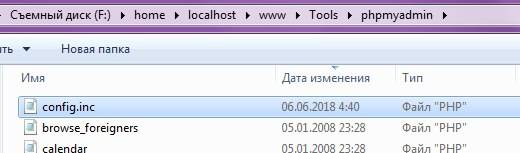 Съемный диск (F:) ▸ home ▸ localhost ▸ www ▸ Tools ▸ phpmyadmin ▸
Новая папка
Имя Дата изменения Тип
config.inc 06.06.2018 4:40 Файл "PHP"
browse_foreigners 05.01.2008 23:28 Файл "PHP"
calendar 05.01.2008 23:28 Файл "PHP"